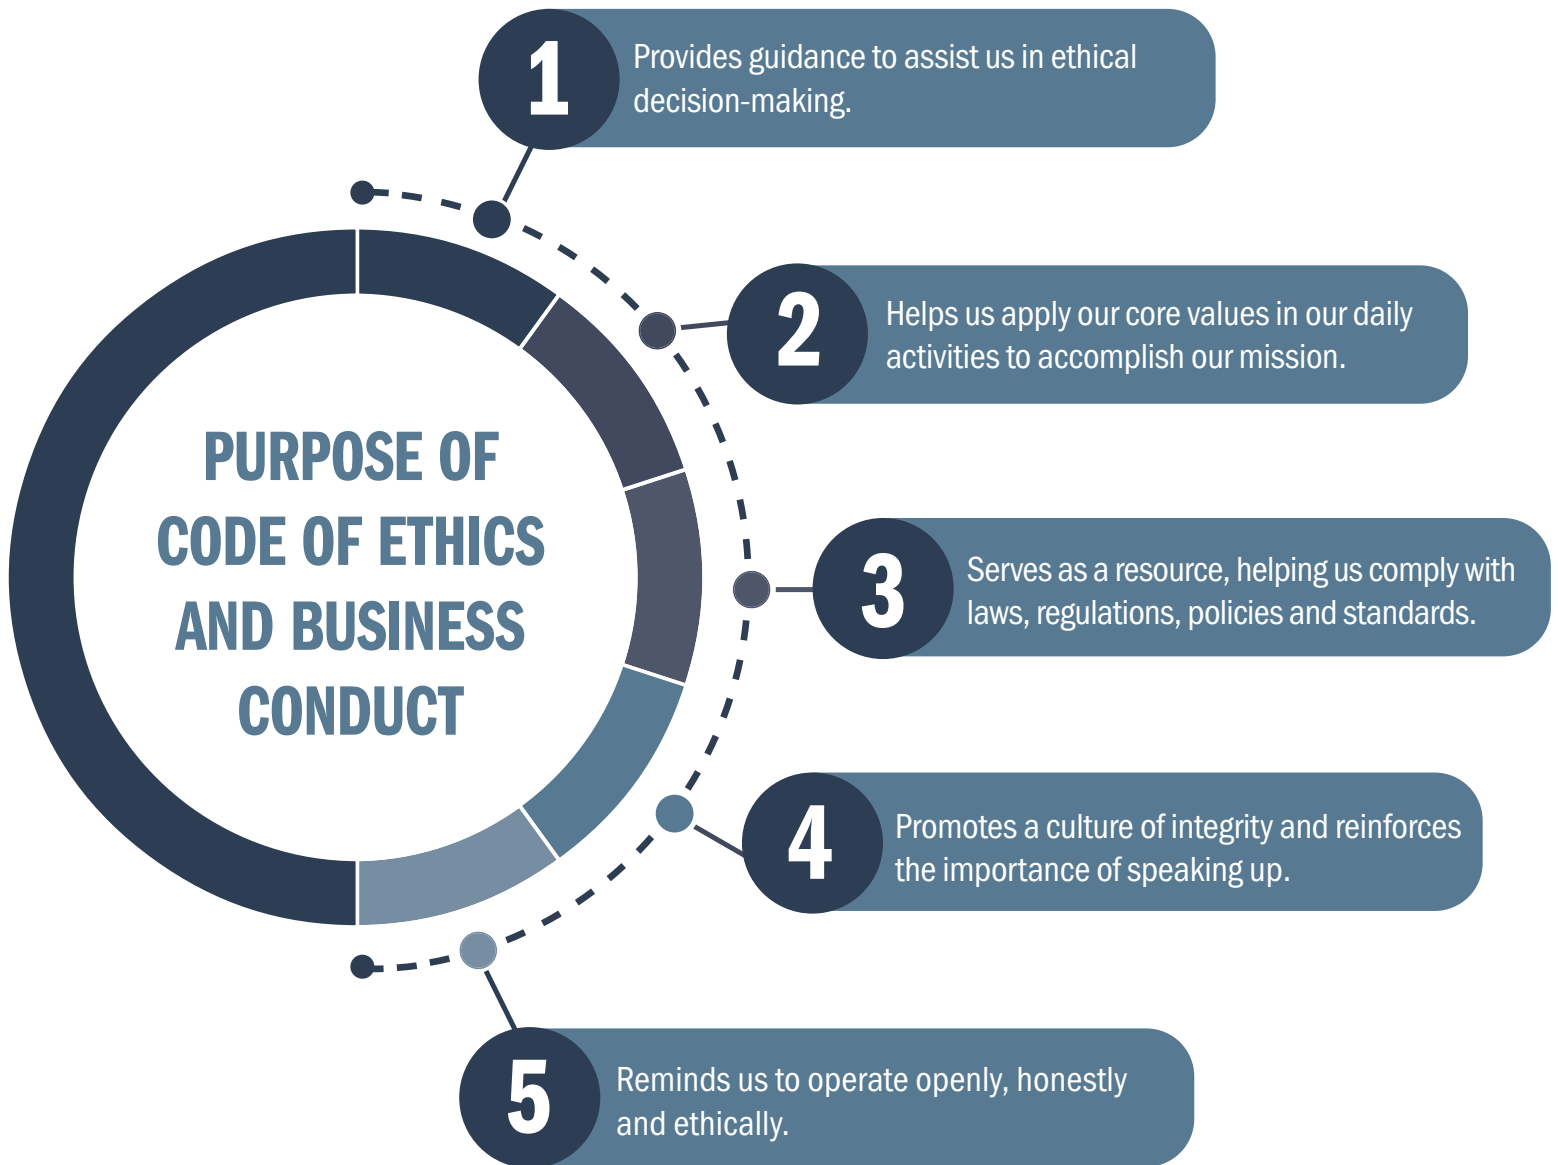 PURPOSE OF
CODE OF ETHICS
AND BUSINESS
CONDUCT
1
Provides guidance to assist us in ethical
decision-making.
2
Helps us apply our core values in our daily
activities to accomplish our mission.
3
Serves as a resource, helping us comply with
laws, regulations, policies and standards.
4
Promotes a culture of integrity and reinforces
the importance of speaking up.
5
Reminds us to operate openly, honestly
and ethically.